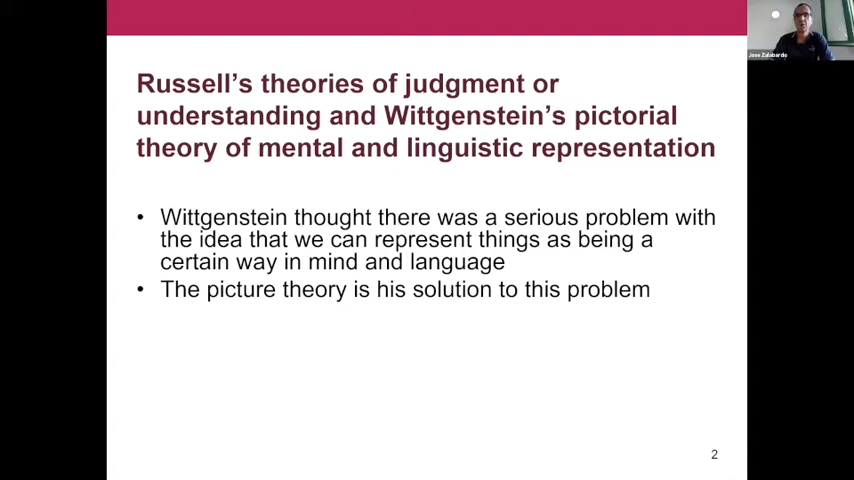 Russell's theories of judgment or
understanding and Wittgenstein's pictorial
theory of mental and linguistic representation
• Wittgenstein thought there was a serious problem with
the idea that we can represent things as being a
certain way in mind and language
• The picture theory is his solution to this problem
2
Jose Zalabardo